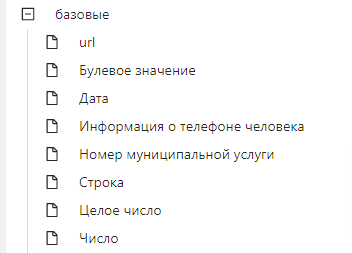 базовые
url
Булевое значение
Дата
Информация о телефоне человека
Номер муниципальной услуги
Строка
Целое число
Число